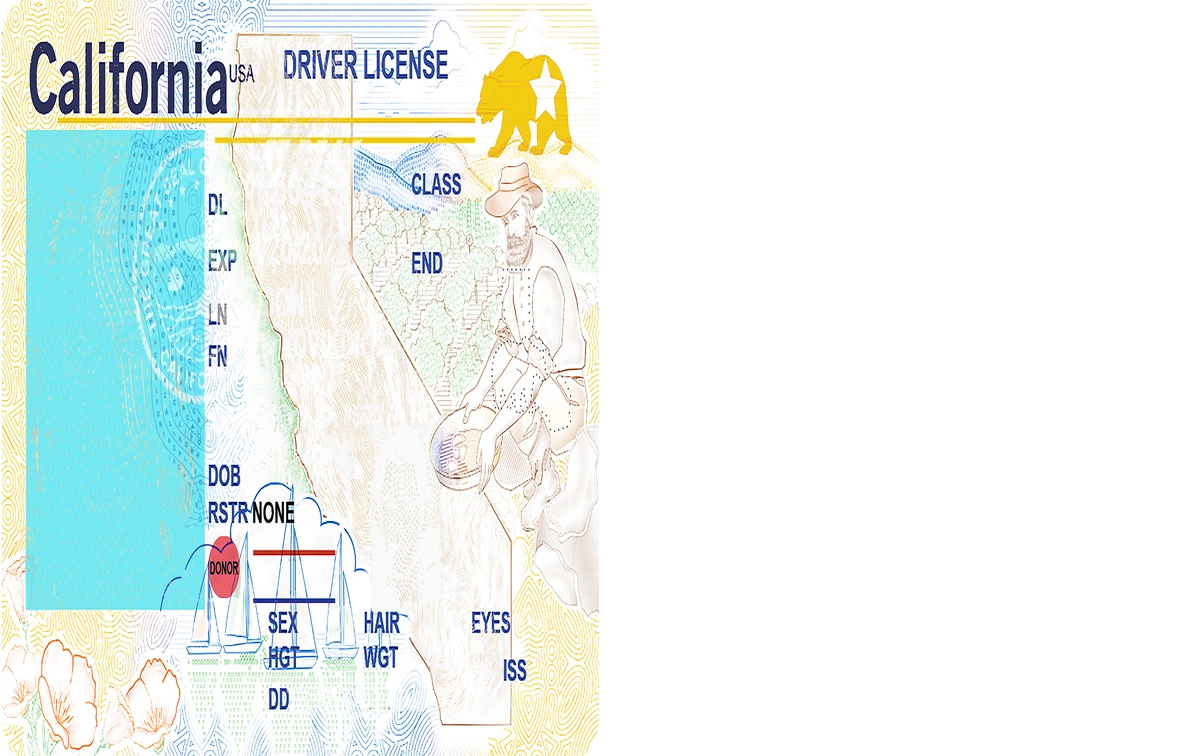 California USA DRIVER LICENSE
CLASS
DL
EXP
END
LN
FN
DOB
RSTR NONE
DONOR
SEX HAIR EYES
HGT WGT
ISS
DD